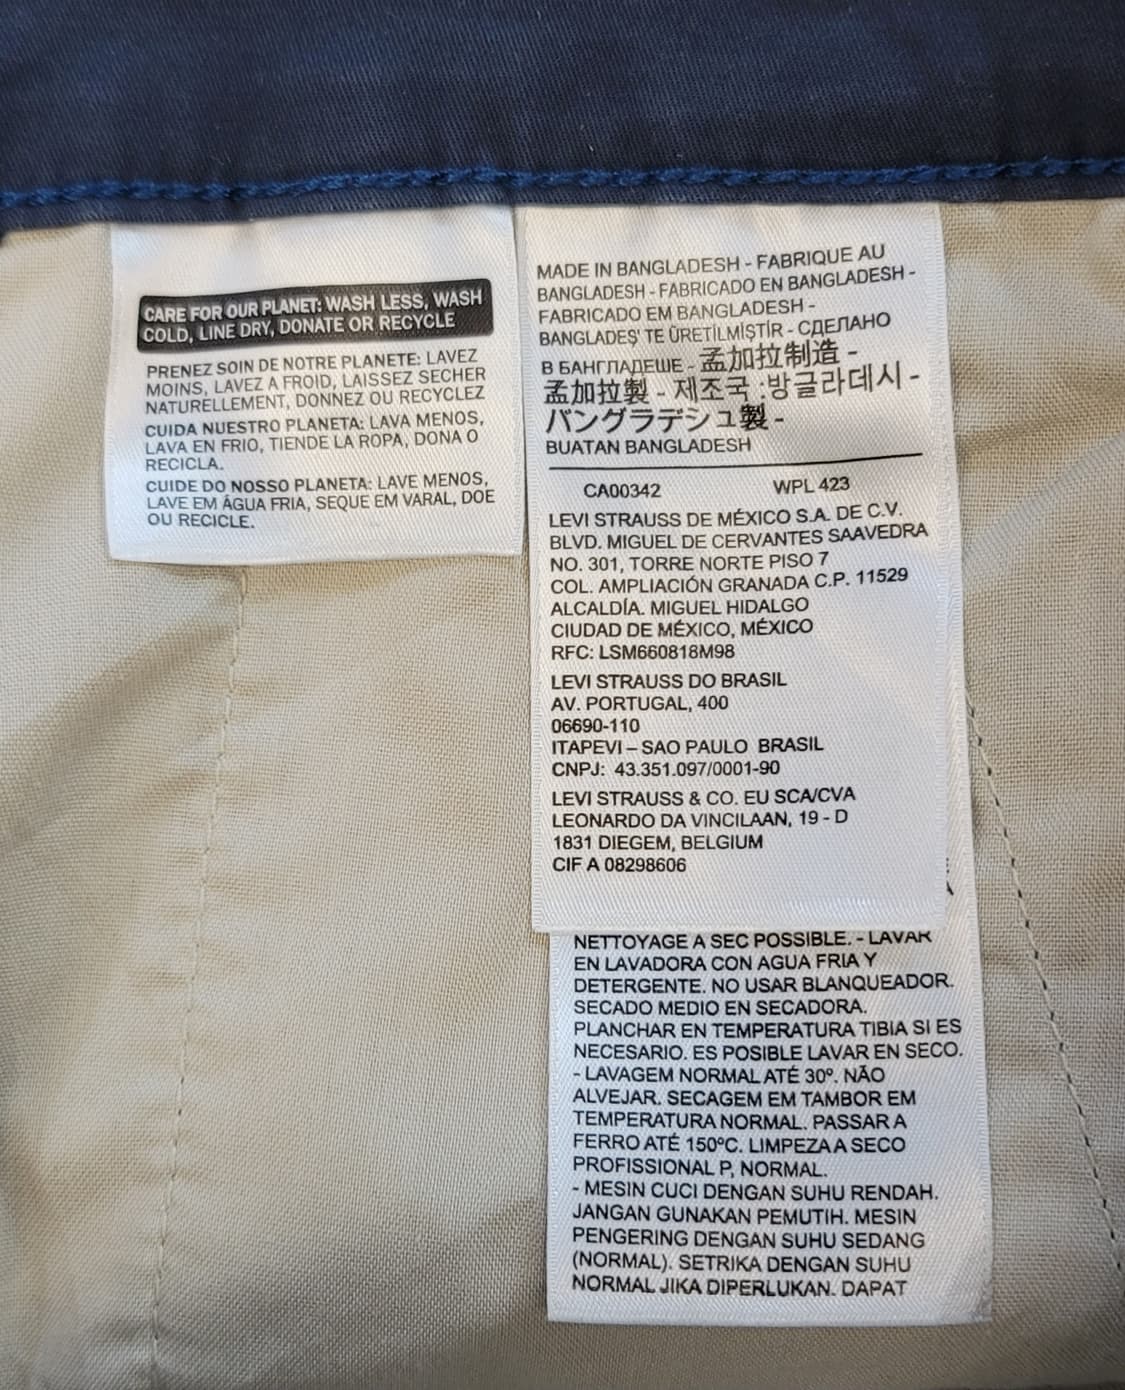 CARE FOR OUR PLANET: WASH LESS, WASH
COLD, LINE DRY, DONATE OR RECYCLE
PRENEZ SOIN DE NOTRE PLANETE: LAVEZ
MOINS, LAVEZ A FROID, LAISSEZ SECHER
NATURELLEMENT, DONNEZ OU RECYCLEZ
CUIDA NUESTRO PLANETA: LAVA MENOS,
LAVA EN FRIO, TIENDE LA ROPA, DONA O
RECICLA.
CUIDE DO NOSSO PLANETA: LAVE MENOS,
LAVE EM ÁGUA FRIA, SEQUE EM VARAL, DOE
OU RECICLE.
MADE IN BANGLADESH - FABRIQUE AU
BANGLADESH - FABRICADO EN BANGLADESH -
FABRICADO EM BANGLADESH -
BANGLADEŞ' TE ÜRETİLMİŞTİR - СДЕЛАНО
В БАНГЛАДЕШЕ - 孟加拉制造 -
孟加拉製 - 제조국 :방글라데시 -
バングラデシュ製 -
BUATAN BANGLADESH
CA00342 WPL 423
LEVI STRAUSS DE MÉXICO S.A. DE C.V.
BLVD. MIGUEL DE CERVANTES SAAVEDRA
NO. 301, TORRE NORTE PISO 7
COL. AMPLIACIÓN GRANADA C.P. 11529
ALCALDÍA. MIGUEL HIDALGO
CIUDAD DE MÉXICO, MÉXICO
RFC: LSM660818M98
LEVI STRAUSS DO BRASIL
AV. PORTUGAL, 400
06690-110
ITAPEVI – SAO PAULO BRASIL
CNPJ: 43.351.097/0001-90
LEVI STRAUSS & CO. EU SCA/CVA
LEONARDO DA VINCILAAN, 19 - D
1831 DIEGEM, BELGIUM
CIF A 08298606
NETTOYAGE A SEC POSSIBLE. - LAVAR
EN LAVADORA CON AGUA FRIA Y
DETERGENTE. NO USAR BLANQUEADOR.
SECADO MEDIO EN SECADORA.
PLANCHAR EN TEMPERATURA TIBIA SI ES
NECESARIO. ES POSIBLE LAVAR EN SECO.
- LAVAGEM NORMAL ATÉ 30º. NÃO
ALVEJAR. SECAGEM EM TAMBOR EM
TEMPERATURA NORMAL. PASSAR A
FERRO ATÉ 150ºC. LIMPEZA A SECO
PROFISSIONAL P, NORMAL.
- MESIN CUCI DENGAN SUHU RENDAH.
JANGAN GUNAKAN PEMUTIH. MESIN
PENGERING DENGAN SUHU SEDANG
(NORMAL). SETRIKA DENGAN SUHU
NORMAL JIKA DIPERLUKAN. DAPAT